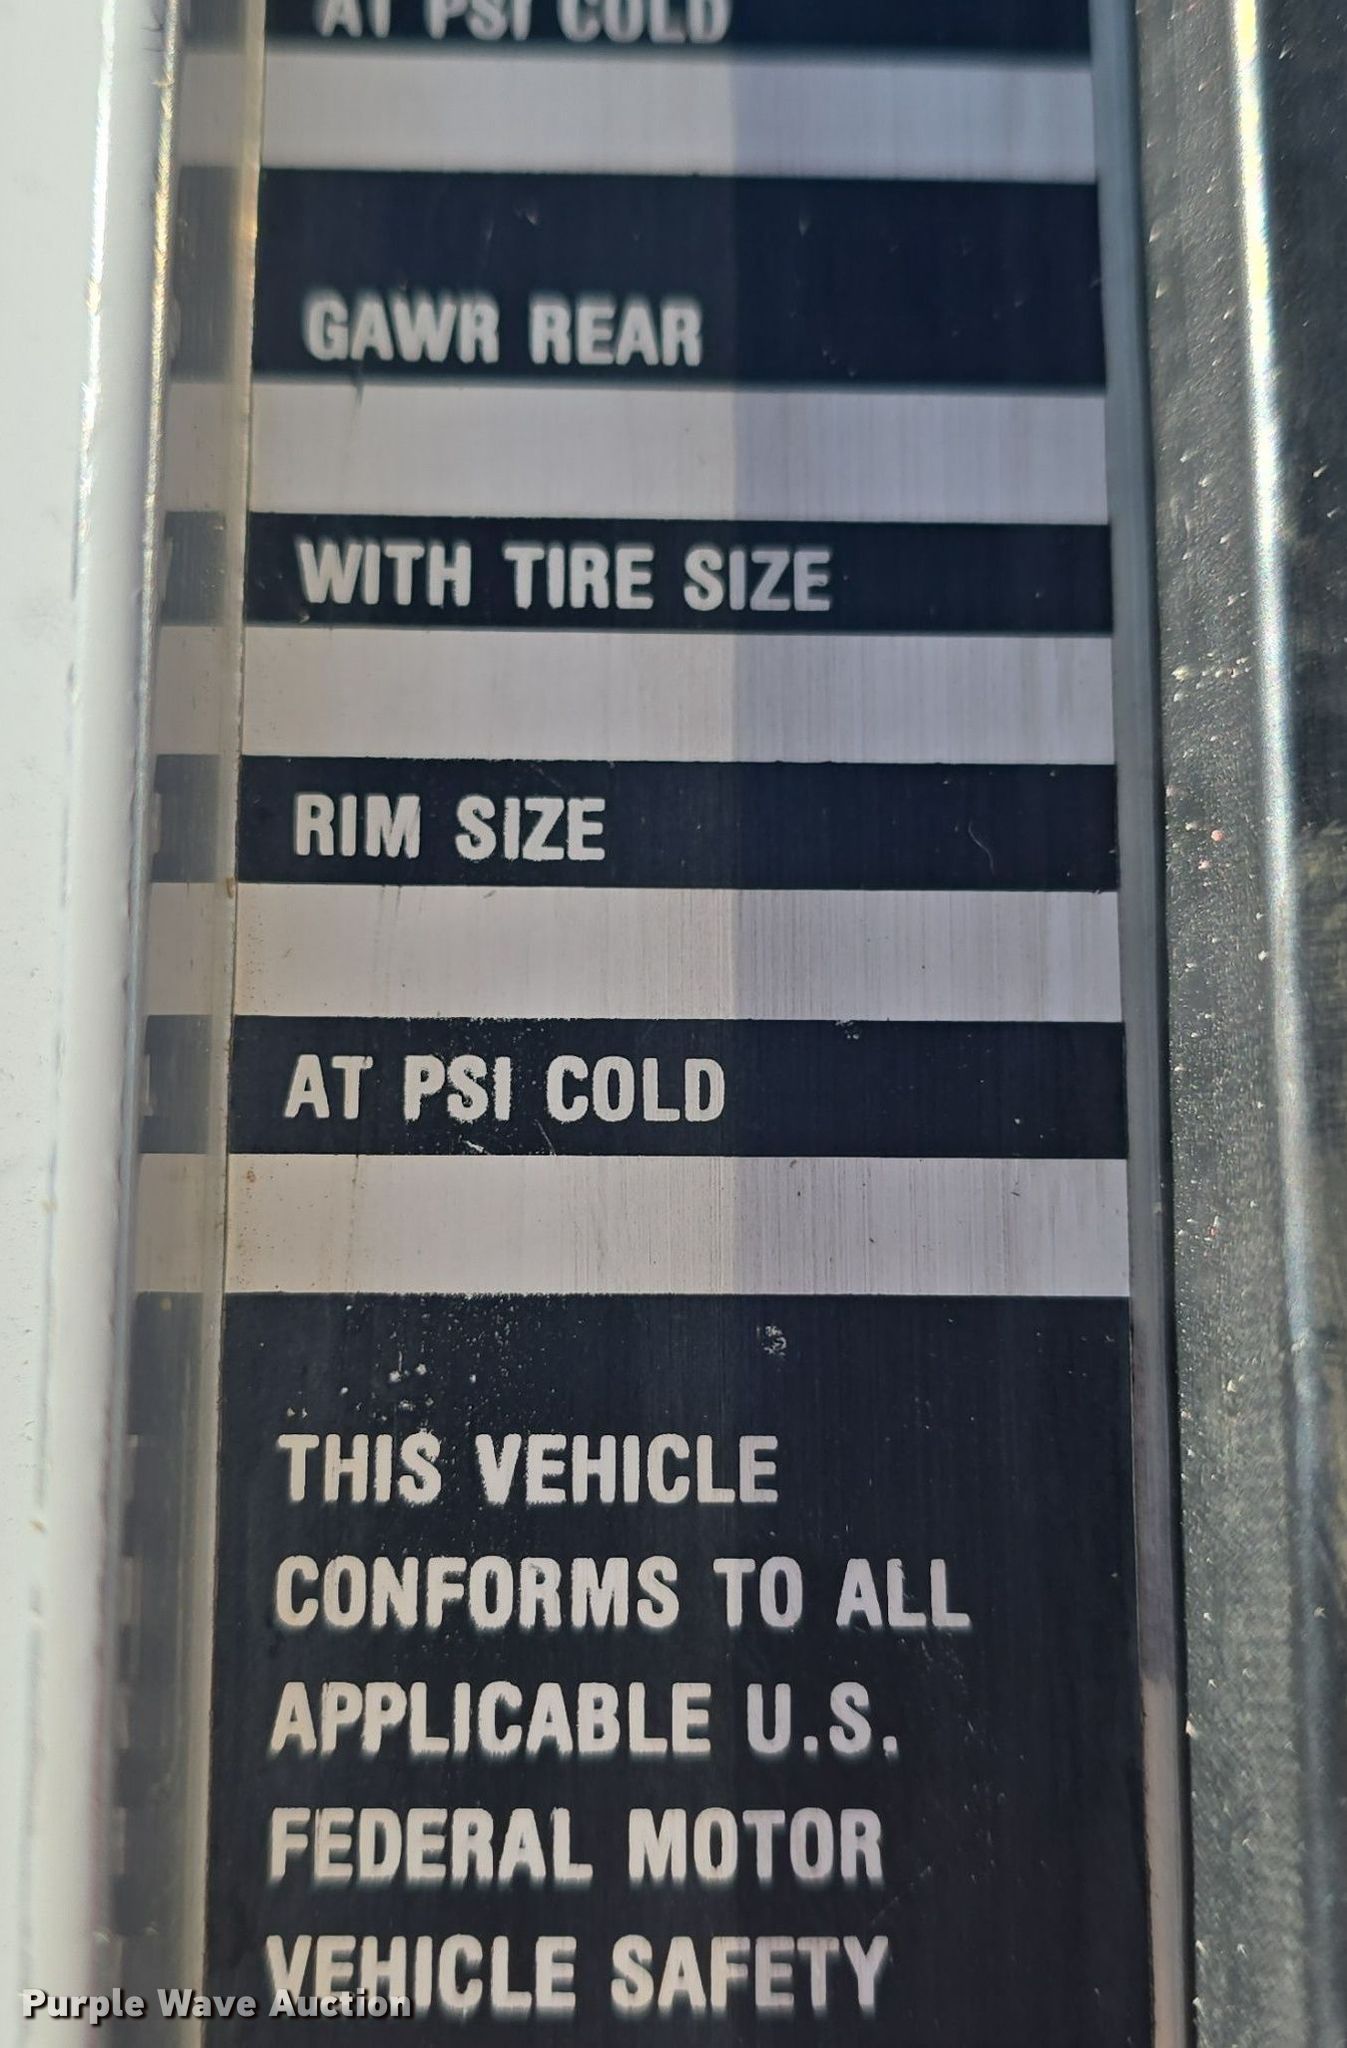 AT PSI COLD
GAWR REAR
WITH TIRE SIZE
RIM SIZE
AT PSI COLD
THIS VEHICLE
CONFORMS TO ALL
APPLICABLE U.S.
FEDERAL MOTOR
VEHICLE SAFETY
Purple Wave Auction